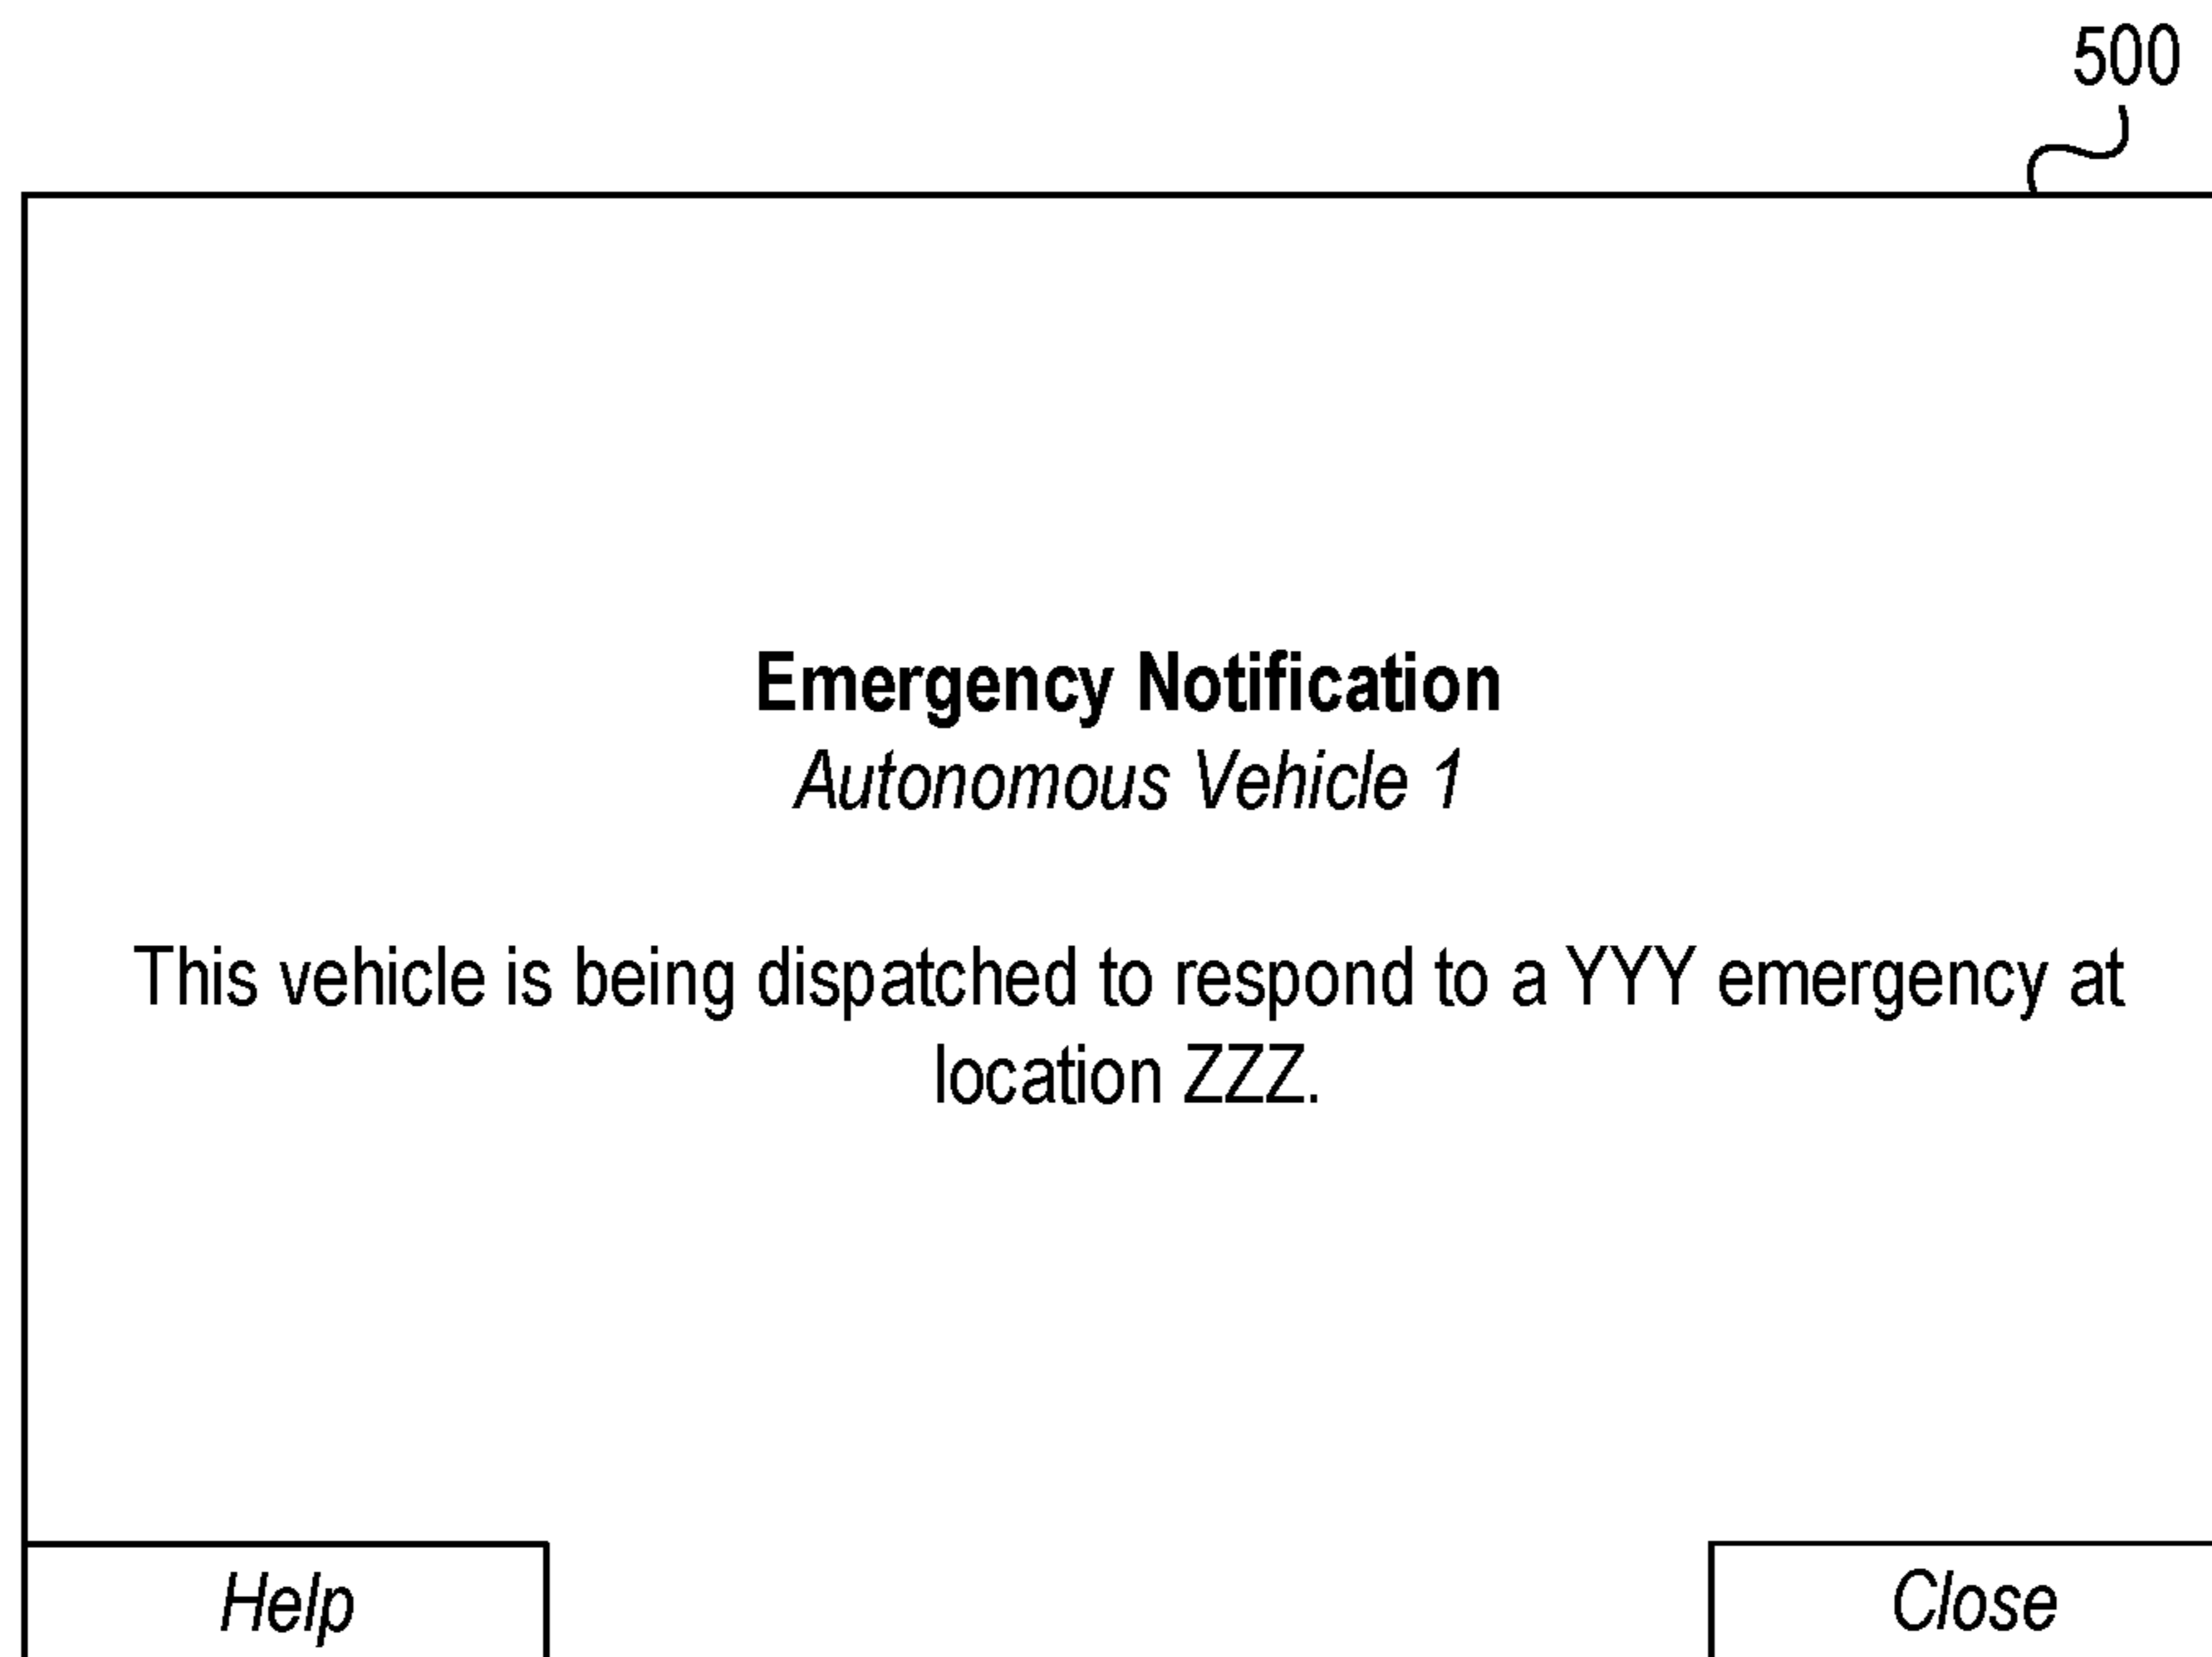 500
Emergency Notification
Autonomous Vehicle 1
This vehicle is being dispatched to respond to a YYY emergency at
location ZZZ.
Help
Close